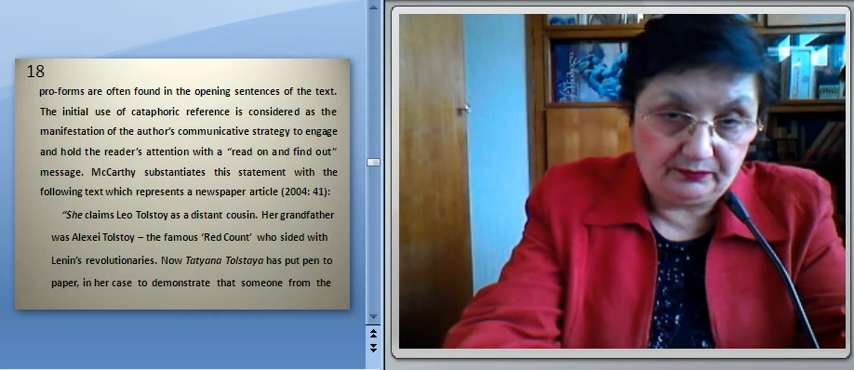 18
pro-forms are often found in the opening sentences of the text.
The initial use of cataphoric reference is considered as the
manifestation of the author's communicative strategy to engage
and hold the reader's attention with a “read on and find out”
message. McCarthy substantiates this statement with the
following text which represents a newspaper article (2004: 41):
“She claims Leo Tolstoy as a distant cousin. Her grandfather
was Alexei Tolstoy – the famous ‘Red Count’ who sided with
Lenin's revolutionaries. Now Tatyana Tolstaya has put pen to
paper, in her case to demonstrate that someone from the